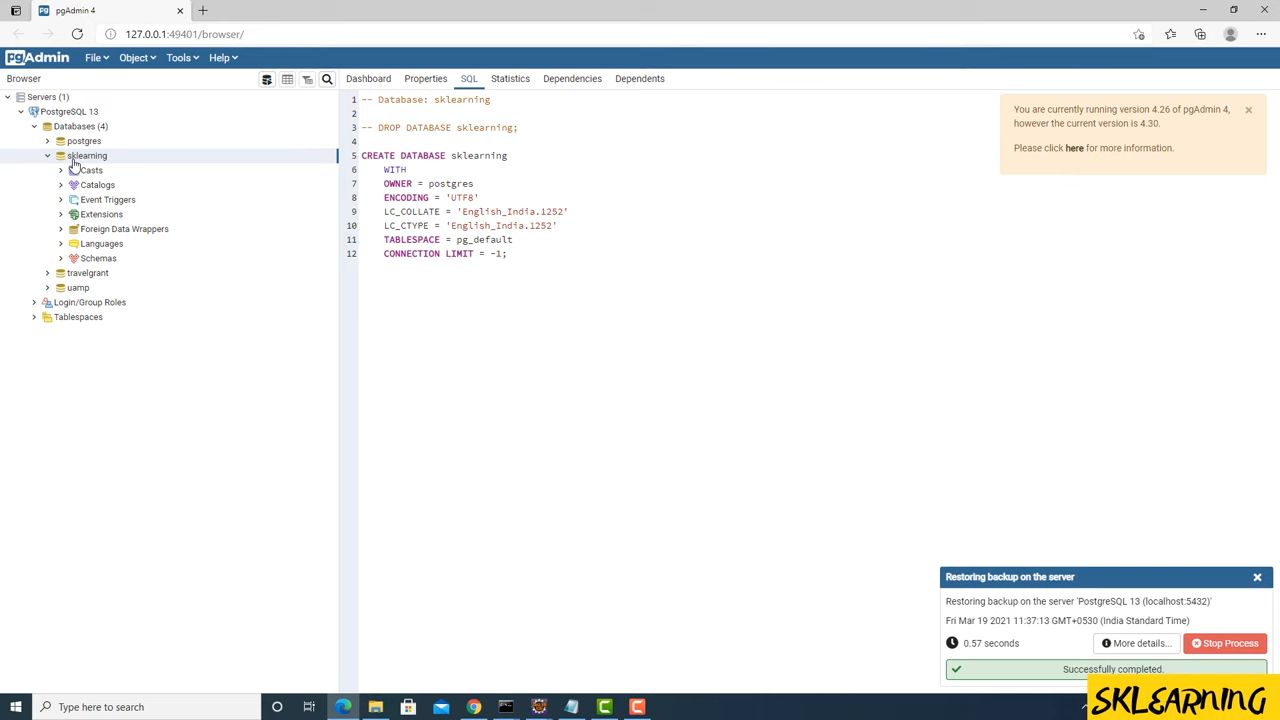 pgAdmin 4
127.0.0.1:49401/browser/
pgAdmin File Object Tools Help
Browser
Dashboard Properties SQL Statistics Dependencies Dependents
Servers (1)
PostgreSQL 13
Databases (4)
postgres
sklearning
Casts
Catalogs
Event Triggers
Extensions
Foreign Data Wrappers
Languages
Schemas
travelgrant
uamp
Login/Group Roles
Tablespaces
1 -- Database: sklearning
2
3 -- DROP DATABASE sklearning;
4
5 CREATE DATABASE sklearning
6 WITH
7 OWNER = postgres
8 ENCODING = 'UTF8'
9 LC_COLLATE = 'English_India.1252'
10 LC_CTYPE = 'English_India.1252'
11 TABLESPACE = pg_default
12 CONNECTION LIMIT = -1;
You are currently running version 4.26 of pgAdmin 4,
however the current version is 4.30.
Please click here for more information.
Restoring backup on the server
Restoring backup on the server 'PostgreSQL 13 (localhost:5432)'
Fri Mar 19 2021 11:37:13 GMT+0530 (India Standard Time)
0.57 seconds
More details...
Stop Process
Successfully completed.
Type here to search
SKLEARNING